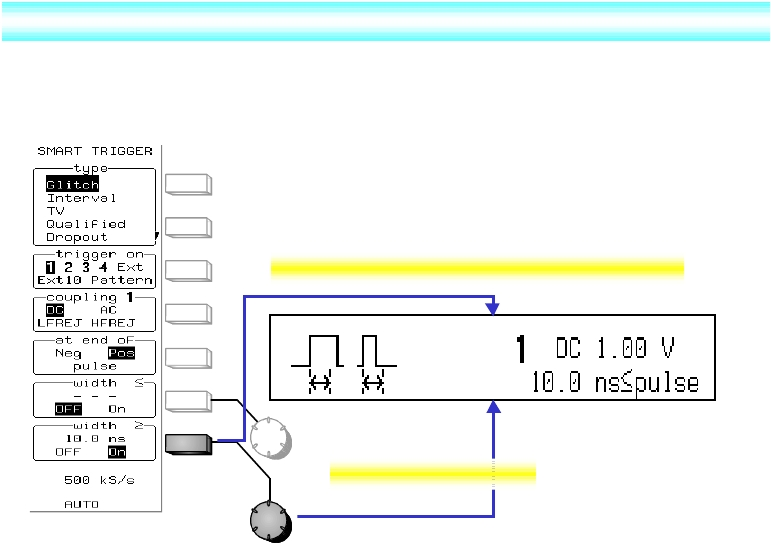 SMART TRIGGER
type
Glitch
Interval
TV
Qualified
Dropout
trigger on
1 2 3 4 Ext
Ext10 Pattern
coupling 1
DC AC
LFREJ HFREJ
at end of
Neg Pos
pulse
width ≤
- - -
OFF On
width ≥
10.0 ns
OFF On
500 kS/s
AUTO
1 DC 1.00 V
10.0 ns≤pulse